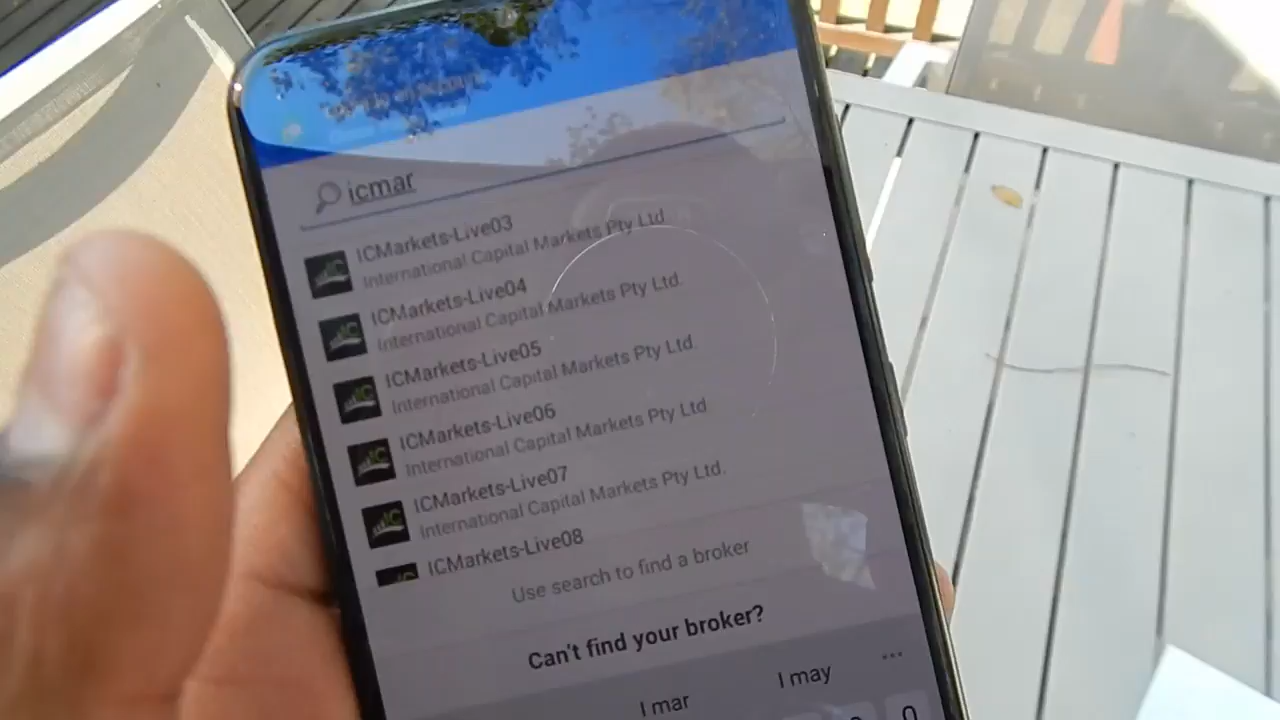 icmar
ICMarkets-Live03
International Capital Markets Pty Ltd.
ICMarkets-Live04
International Capital Markets Pty Ltd.
ICMarkets-Live05
International Capital Markets Pty Ltd.
ICMarkets-Live06
International Capital Markets Pty Ltd.
ICMarkets-Live07
International Capital Markets Pty Ltd.
ICMarkets-Live08
Use search to find a broker
Can't find your broker?
I mar
I may
...
0